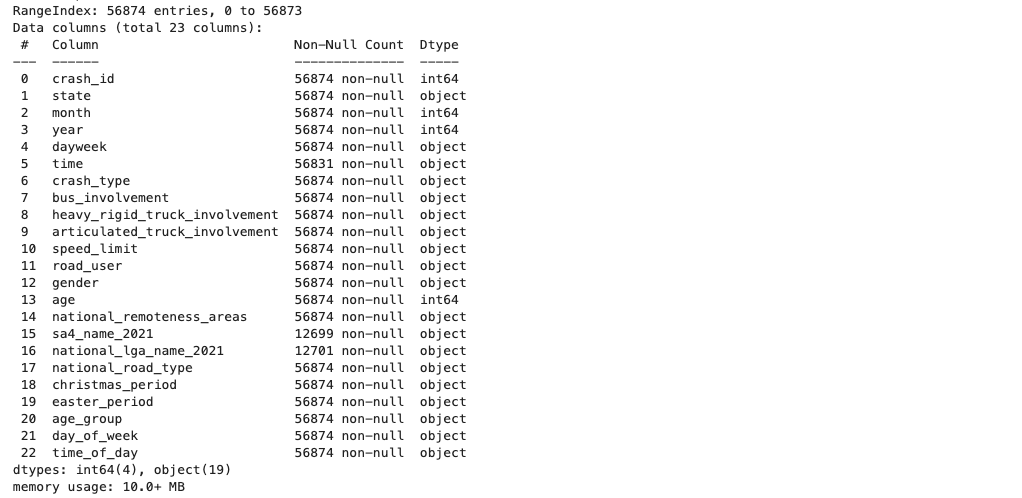 RangeIndex: 56874 entries, 0 to 56873
Data columns (total 23 columns):
 #   Column                        Non-Null Count  Dtype
---  ------                        --------------  -----
 0   crash_id                      56874 non-null  int64
 1   state                         56874 non-null  object
 2   month                         56874 non-null  int64
 3   year                          56874 non-null  int64
 4   dayweek                       56874 non-null  object
 5   time                          56831 non-null  object
 6   crash_type                    56874 non-null  object
 7   bus_involvement               56874 non-null  object
 8   heavy_rigid_truck_involvement  56874 non-null  object
 9   articulated_truck_involvement  56874 non-null  object
 10  speed_limit                   56874 non-null  object
 11  road_user                     56874 non-null  object
 12  gender                        56874 non-null  object
 13  age                           56874 non-null  int64
 14  national_remoteness_areas     56874 non-null  object
 15  sa4_name_2021                 12699 non-null  object
 16  national_lga_name_2021        12701 non-null  object
 17  national_road_type            56874 non-null  object
 18  christmas_period              56874 non-null  object
 19  easter_period                 56874 non-null  object
 20  age_group                     56874 non-null  object
 21  day_of_week                   56874 non-null  object
 22  time_of_day                   56874 non-null  object
dtypes: int64(4), object(19)
memory usage: 10.0+ MB